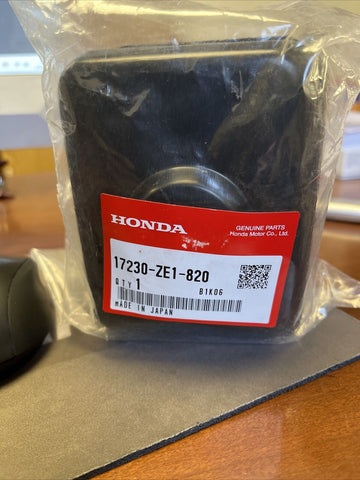 HONDA
GENUINE PARTS
Honda Motor Co., Ltd.
17230-ZE1-820
QTY 1
B1K06
MADE IN JAPAN